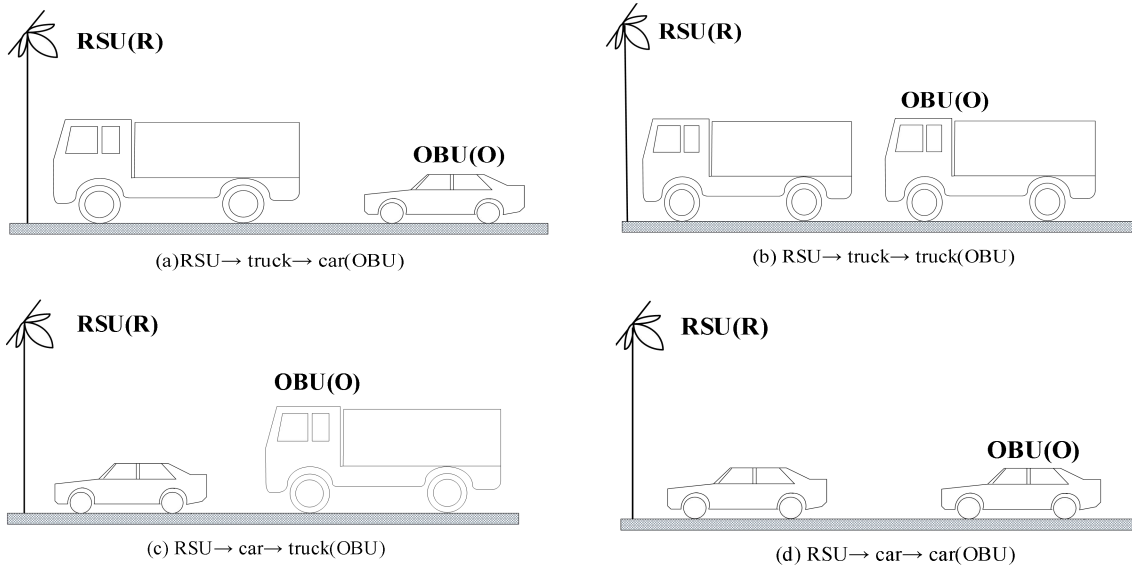 RSU(R)
OBU(O)
(a)RSU→ truck→ car(OBU)
RSU(R)
OBU(O)
(b) RSU→ truck→ truck(OBU)
RSU(R)
OBU(O)
(c) RSU→ car→ truck(OBU)
RSU(R)
OBU(O)
(d) RSU→ car→ car(OBU)